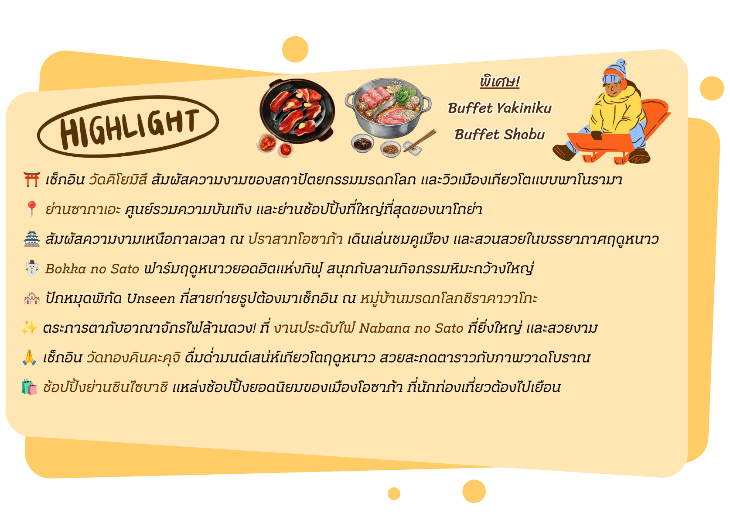 HIGHLIGHT
พิเศษ!
Buffet Yakiniku
Buffet Shabu
เช็กอิน วัดคิโยมิสึ สัมผัสความงามของสถาปัตยกรรมมรดกโลก และวิวเมืองเกียวโตแบบพาโนรามา
ย่านซากาเอะ ศูนย์รวมความบันเทิง และย่านช้อปปิ้งที่ใหญ่ที่สุดของนาโกย่า
สัมผัสความงามเหนือกาลเวลา ณ ปราสาทโอซาก้า เดินเล่นชมคูเมือง และสวนสวยในบรรยากาศฤดูหนาว
Bokka no Sato ฟาร์มฤดูหนาวยอดฮิตแห่งกิฟุ สนุกกับลานกิจกรรมหิมะกว้างใหญ่
ปักหมุดพิกัด Unseen ที่สายถ่ายรูปต้องมาเช็กอิน ณ หมู่บ้านมรดกโลกชิราคาวาโกะ
ตระการตากับอาณาจักรไฟล้านดวง! ที่ งานประดับไฟ Nabana no Sato ที่ยิ่งใหญ่ และสวยงาม
เช็กอิน วัดทองคินคะคุจิ ดื่มด่ำมนต์เสน่ห์เกียวโตฤดูหนาว สวยสะกดตาราวกับภาพวาดโบราณ
ช้อปปิ้งย่านชินไซบาชิ แหล่งช้อปปิ้งยอดนิยมของเมืองโอซาก้า ที่นักท่องเที่ยวต้องไปเยือน